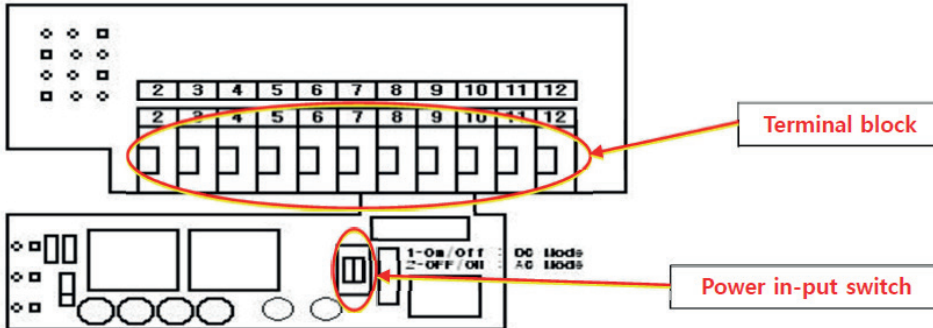 2 3 4 5 6 7 8 9 10 11 12
2 3 4 5 6 7 8 9 10 11 12
Terminal block
1-On/Off : DC Mode
2-OFF/ON : AC Mode
Power in-put switch